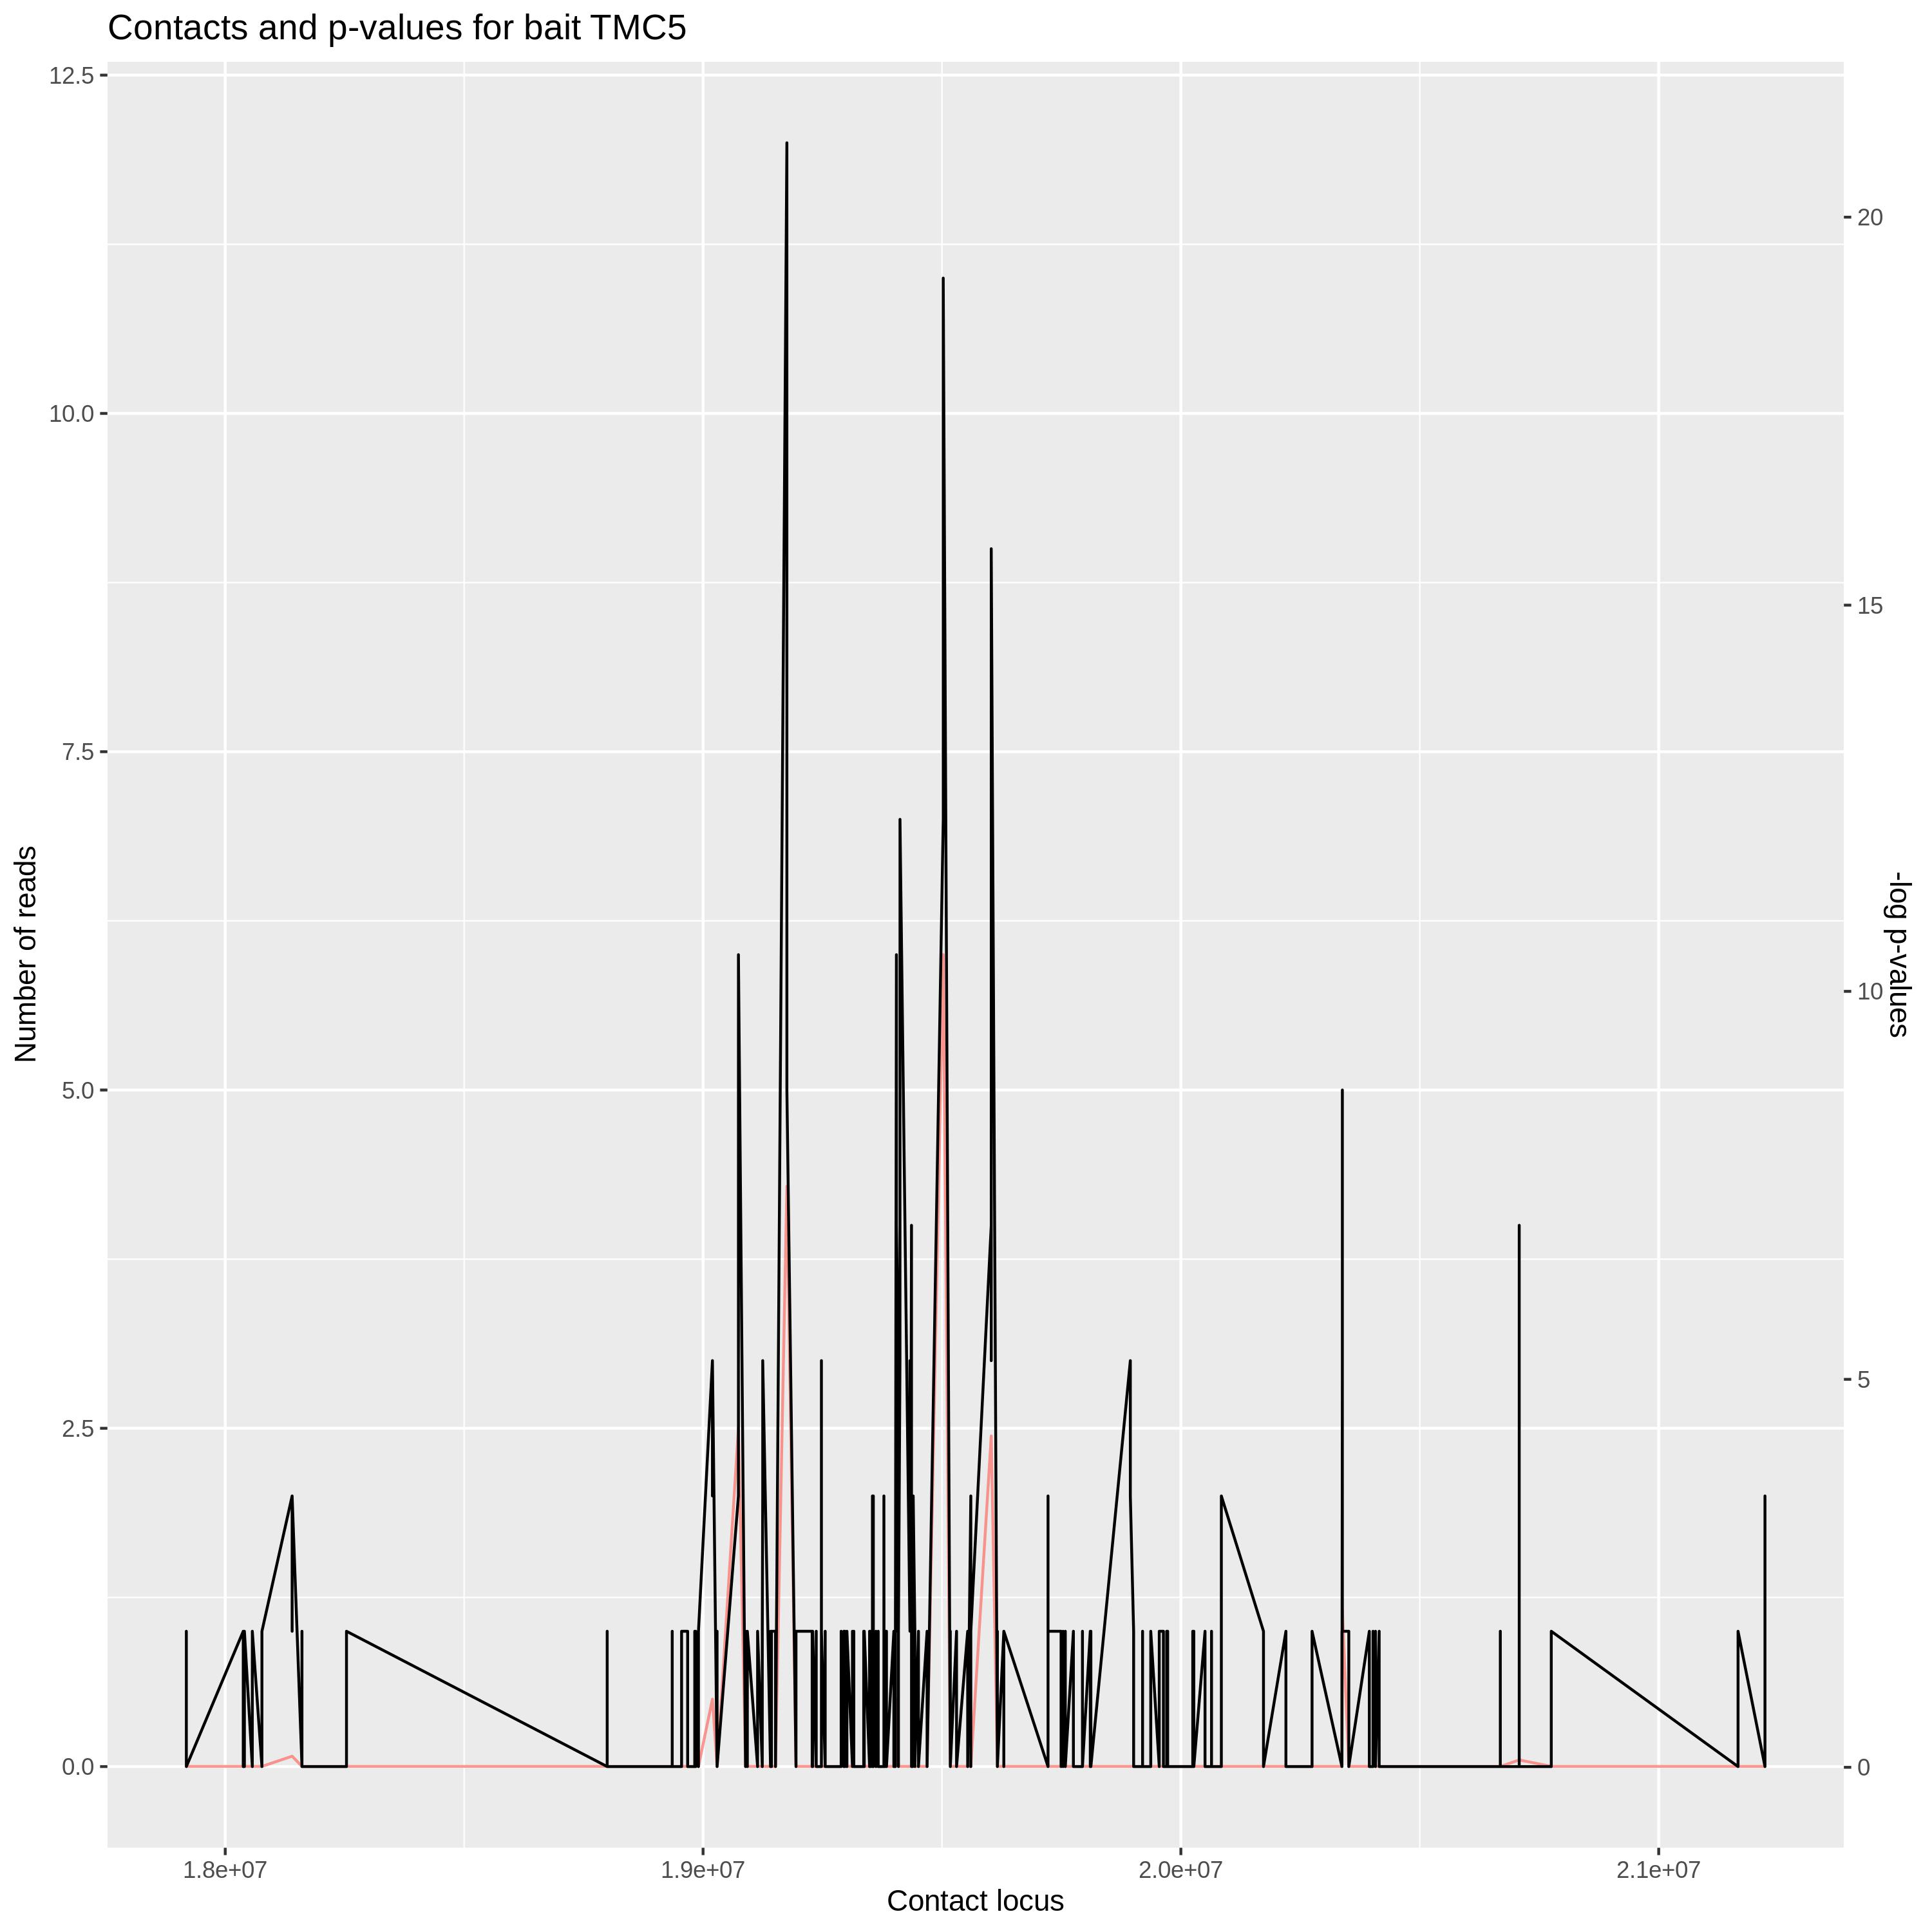 Contacts and p-values for bait TMC5
12.5
10.0
7.5
5.0
2.5
0.0
Number of reads
20
15
10
5
0
-log p-values
1.8e+07
1.9e+07
2.0e+07
2.1e+07
Contact locus